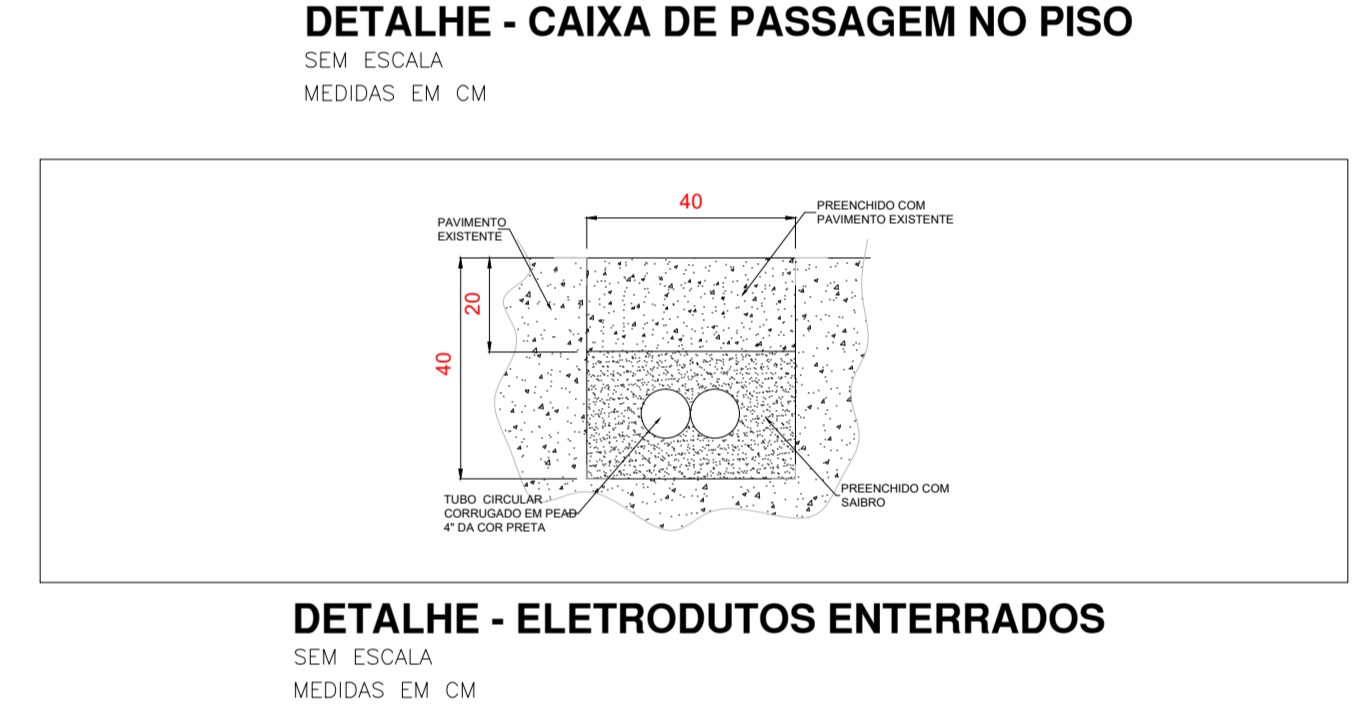 DETALHE - CAIXA DE PASSAGEM NO PISO
SEM ESCALA
MEDIDAS EM CM
40
PREENCHIDO COM
PAVIMENTO EXISTENTE
PAVIMENTO
EXISTENTE
20
40
TUBO CIRCULAR
CORRUGADO EM PEAD
4" DA COR PRETA
PREENCHIDO COM
SAIBRO
DETALHE - ELETRODUTOS ENTERRADOS
SEM ESCALA
MEDIDAS EM CM